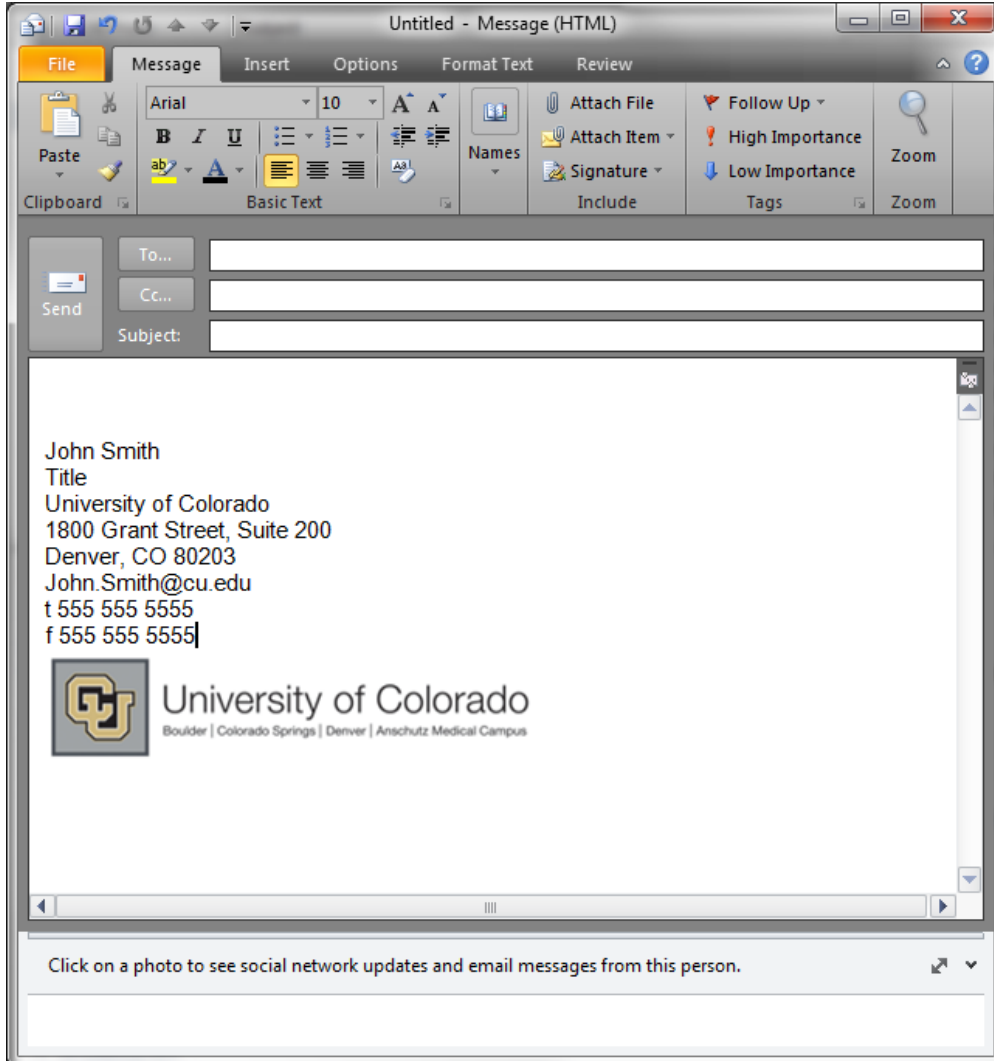 Untitled - Message (HTML)
File Message Insert Options Format Text Review
Paste
Clipboard
Arial 10
B I U
Basic Text
Names
Attach File
Attach Item
Signature
Include
Follow Up
High Importance
Low Importance
Tags
Zoom
Zoom
Send
To...
Cc...
Subject:
John Smith
Title
University of Colorado
1800 Grant Street, Suite 200
Denver, CO 80203
John.Smith@cu.edu
t 555 555 5555
f 555 555 5555
CU
University of Colorado
Boulder | Colorado Springs | Denver | Anschutz Medical Campus
Click on a photo to see social network updates and email messages from this person.